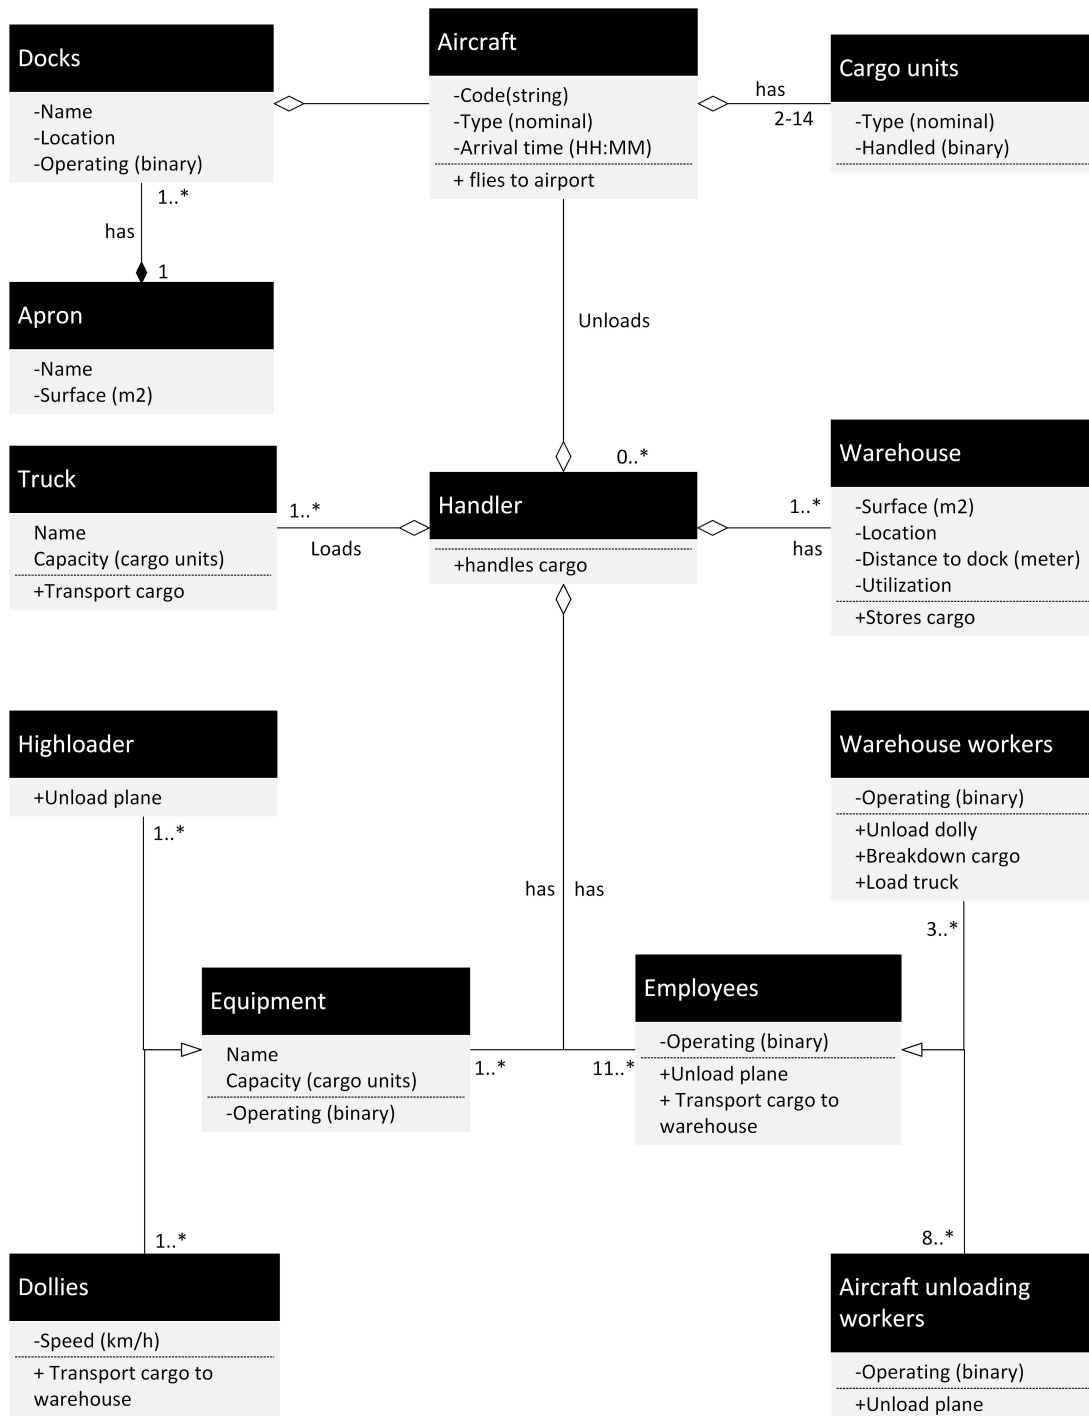 Docks
-Name
-Location
-Operating (binary)
Aircraft
-Code(string)
-Type (nominal)
-Arrival time (HH:MM)
+ flies to airport
has
2-14
Cargo units
-Type (nominal)
-Handled (binary)
1..*
has
1
Apron
-Name
-Surface (m2)
Unloads
0..*
Truck
Name
Capacity (cargo units)
+Transport cargo
1..*
Loads
Handler
+handles cargo
1..*
has
Warehouse
-Surface (m2)
-Location
-Distance to dock (meter)
-Utilization
+Stores cargo
Highloader
+Unload plane
1..*
has has
Warehouse workers
-Operating (binary)
+Unload dolly
+Breakdown cargo
+Load truck
3..*
Equipment
Name
Capacity (cargo units)
-Operating (binary)
1..*
11..*
Employees
-Operating (binary)
+Unload plane
+ Transport cargo to
warehouse
1..*
Dollies
-Speed (km/h)
+ Transport cargo to
warehouse
8..*
Aircraft unloading
workers
-Operating (binary)
+Unload plane